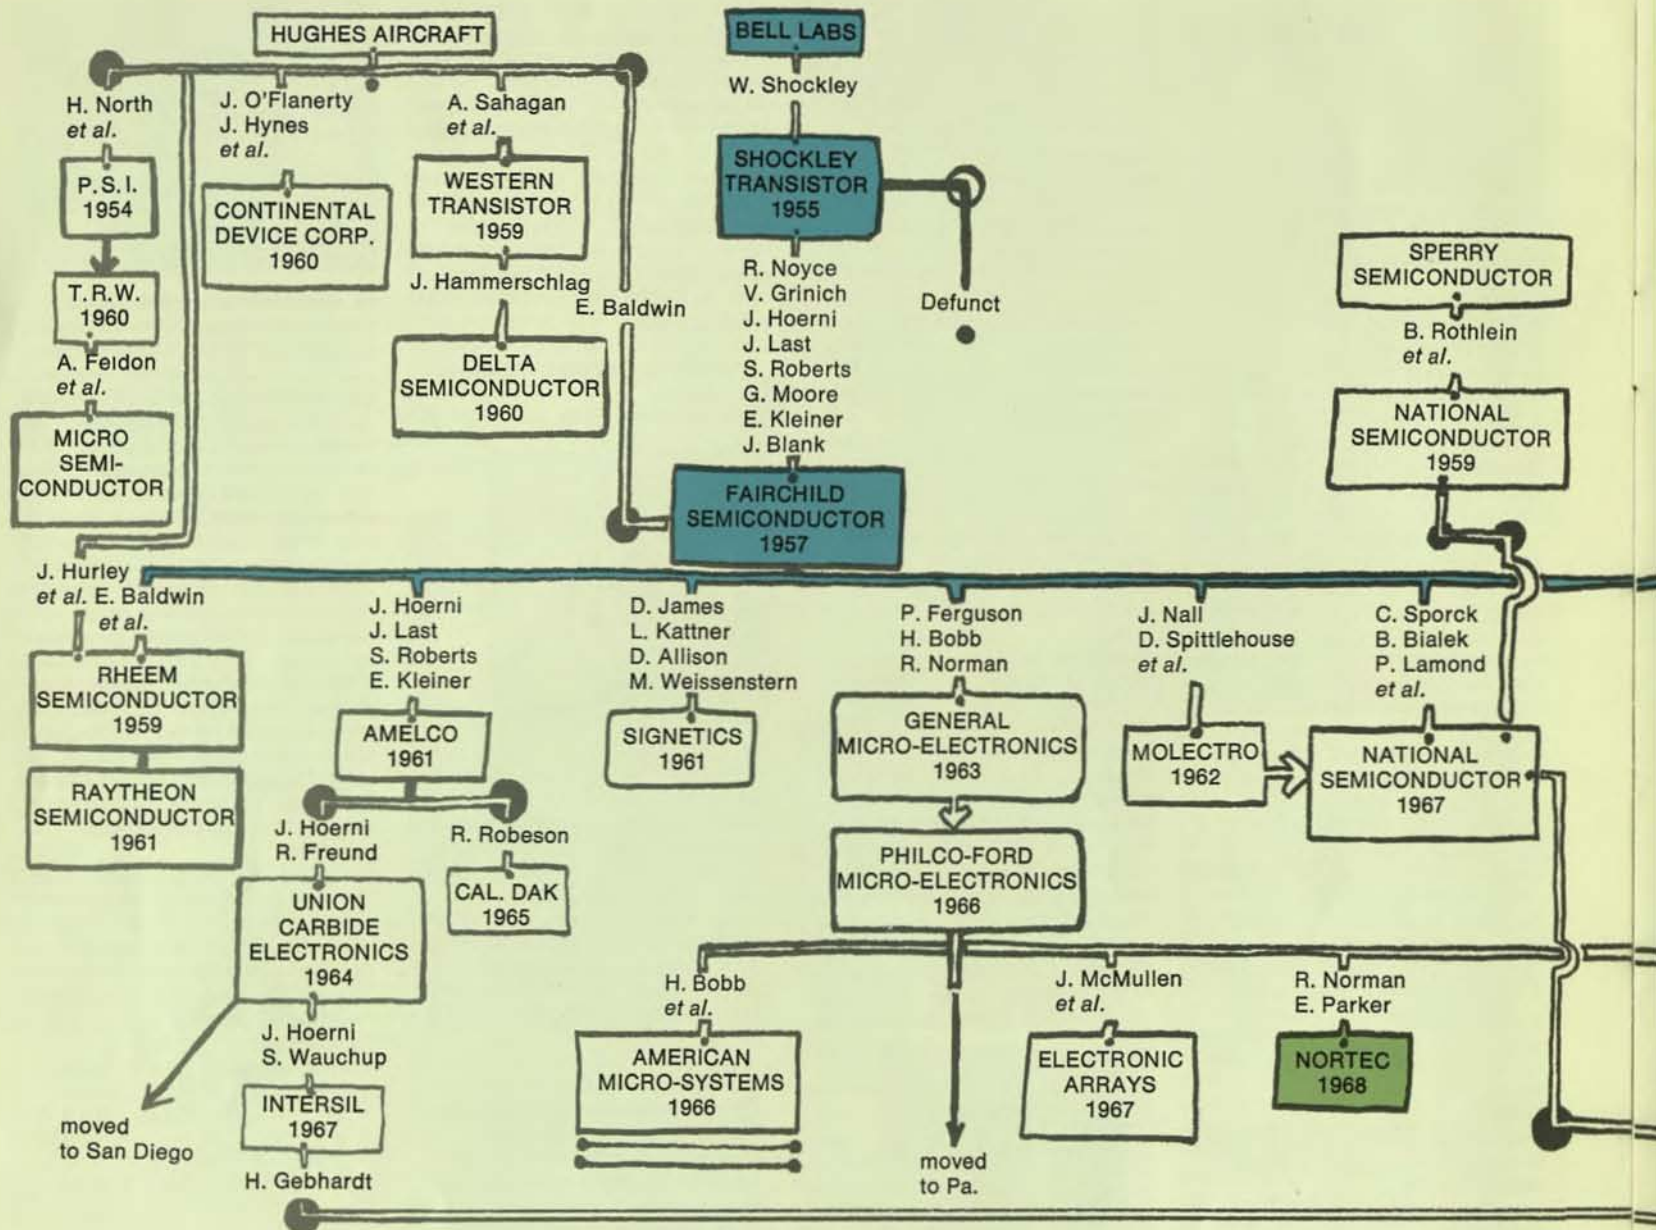 HUGHES AIRCRAFT
H. North
et al.
P.S.I.
1954
T.R.W.
1960
A. Feldon
et al.
MICRO
SEMI-
CONDUCTOR
J. O'Flanerty
J. Hynes
et al.
CONTINENTAL
DEVICE CORP.
1960
A. Sahagan
et al.
WESTERN
TRANSISTOR
1959
J. Hammerschlag
DELTA
SEMICONDUCTOR
1960
E. Baldwin
BELL LABS
W. Shockley
SHOCKLEY
TRANSISTOR
1955
Defunct
R. Noyce
V. Grinich
J. Hoerni
J. Last
S. Roberts
G. Moore
E. Kleiner
J. Blank
FAIRCHILD
SEMICONDUCTOR
1957
SPERRY
SEMICONDUCTOR
B. Rothlein
et al.
NATIONAL
SEMICONDUCTOR
1959
J. Hurley
et al. E. Baldwin
et al.
RHEEM
SEMICONDUCTOR
1959
RAYTHEON
SEMICONDUCTOR
1961
J. Hoerni
J. Last
S. Roberts
E. Kleiner
AMELCO
1961
J. Hoerni
R. Freund
UNION
CARBIDE
ELECTRONICS
1964
moved
to San Diego
J. Hoerni
S. Wauchup
INTERSIL
1967
H. Gebhardt
R. Robeson
CAL. DAK
1965
D. James
L. Kattner
D. Allison
M. Weissenstern
SIGNETICS
1961
P. Ferguson
H. Bobb
R. Norman
GENERAL
MICRO-ELECTRONICS
1963
PHILCO-FORD
MICRO-ELECTRONICS
1966
H. Bobb
et al.
AMERICAN
MICRO-SYSTEMS
1966
moved
to Pa.
J. McMullen
et al.
ELECTRONIC
ARRAYS
1967
R. Norman
E. Parker
NORTEC
1968
J. Nall
D. Spittlehouse
et al.
MOLECTRO
1962
C. Sporck
B. Bialek
P. Lamond
et al.
NATIONAL
SEMICONDUCTOR
1967